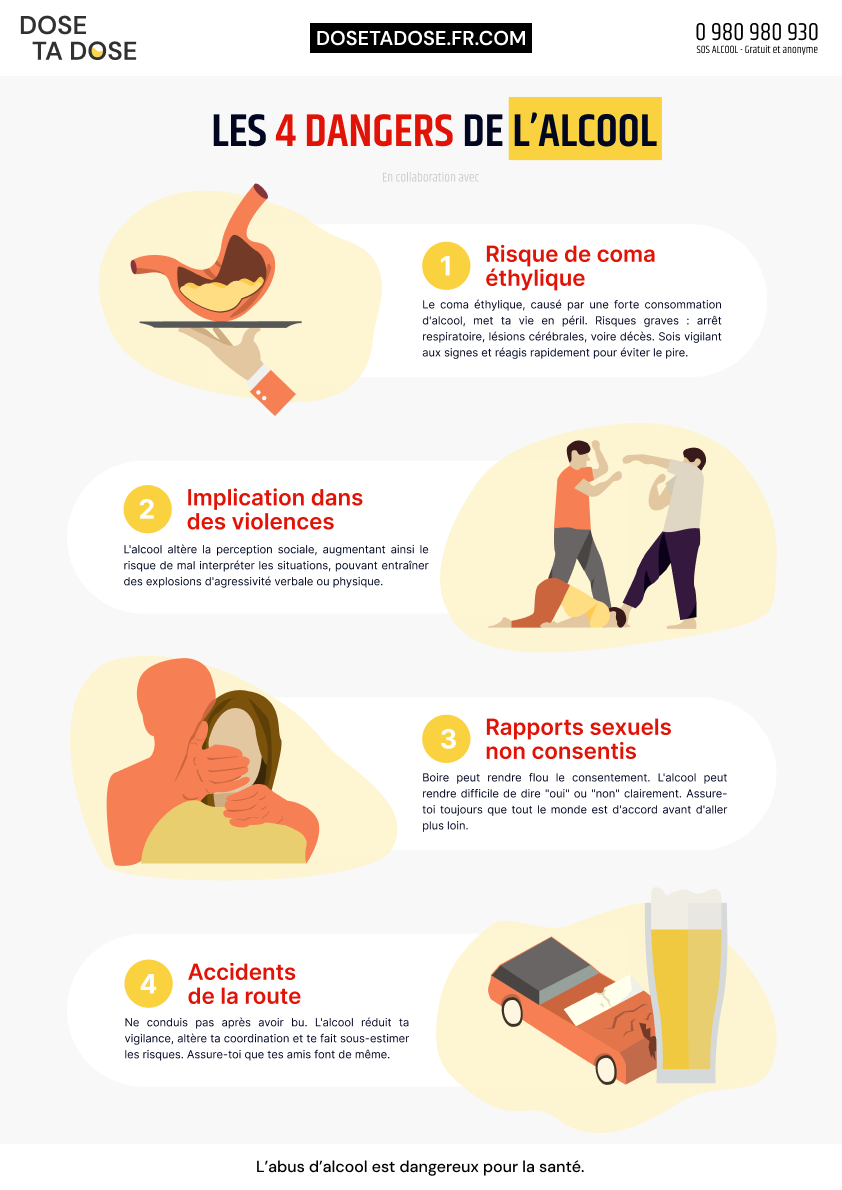 DOSE
TA DOSE
DOSETADOSE.FR.COM
0 980 980 930
SOS ALCOOL - Gratuit et anonyme
LES 4 DANGERS DE L'ALCOOL
En collaboration avec
1
Risque de coma
éthylique
Le coma éthylique, causé par une forte consommation
d'alcool, met ta vie en péril. Risques graves : arrêt
respiratoire, lésions cérébrales, voire décès. Sois vigilant
aux signes et réagis rapidement pour éviter le pire.
2
Implication dans
des violences
L'alcool altère la perception sociale, augmentant ainsi le
risque de mal interpréter les situations, pouvant entraîner
des explosions d'agressivité verbale ou physique.
3
Rapports sexuels
non consentis
Boire peut rendre flou le consentement. L'alcool peut
rendre difficile de dire "oui" ou "non" clairement. Assure-
toi toujours que tout le monde est d'accord avant d'aller
plus loin.
4
Accidents
de la route
Ne conduis pas après avoir bu. L'alcool réduit ta
vigilance, altère ta coordination et te fait sous-estimer
les risques. Assure-toi que tes amis font de même.
L'abus d'alcool est dangereux pour la santé.